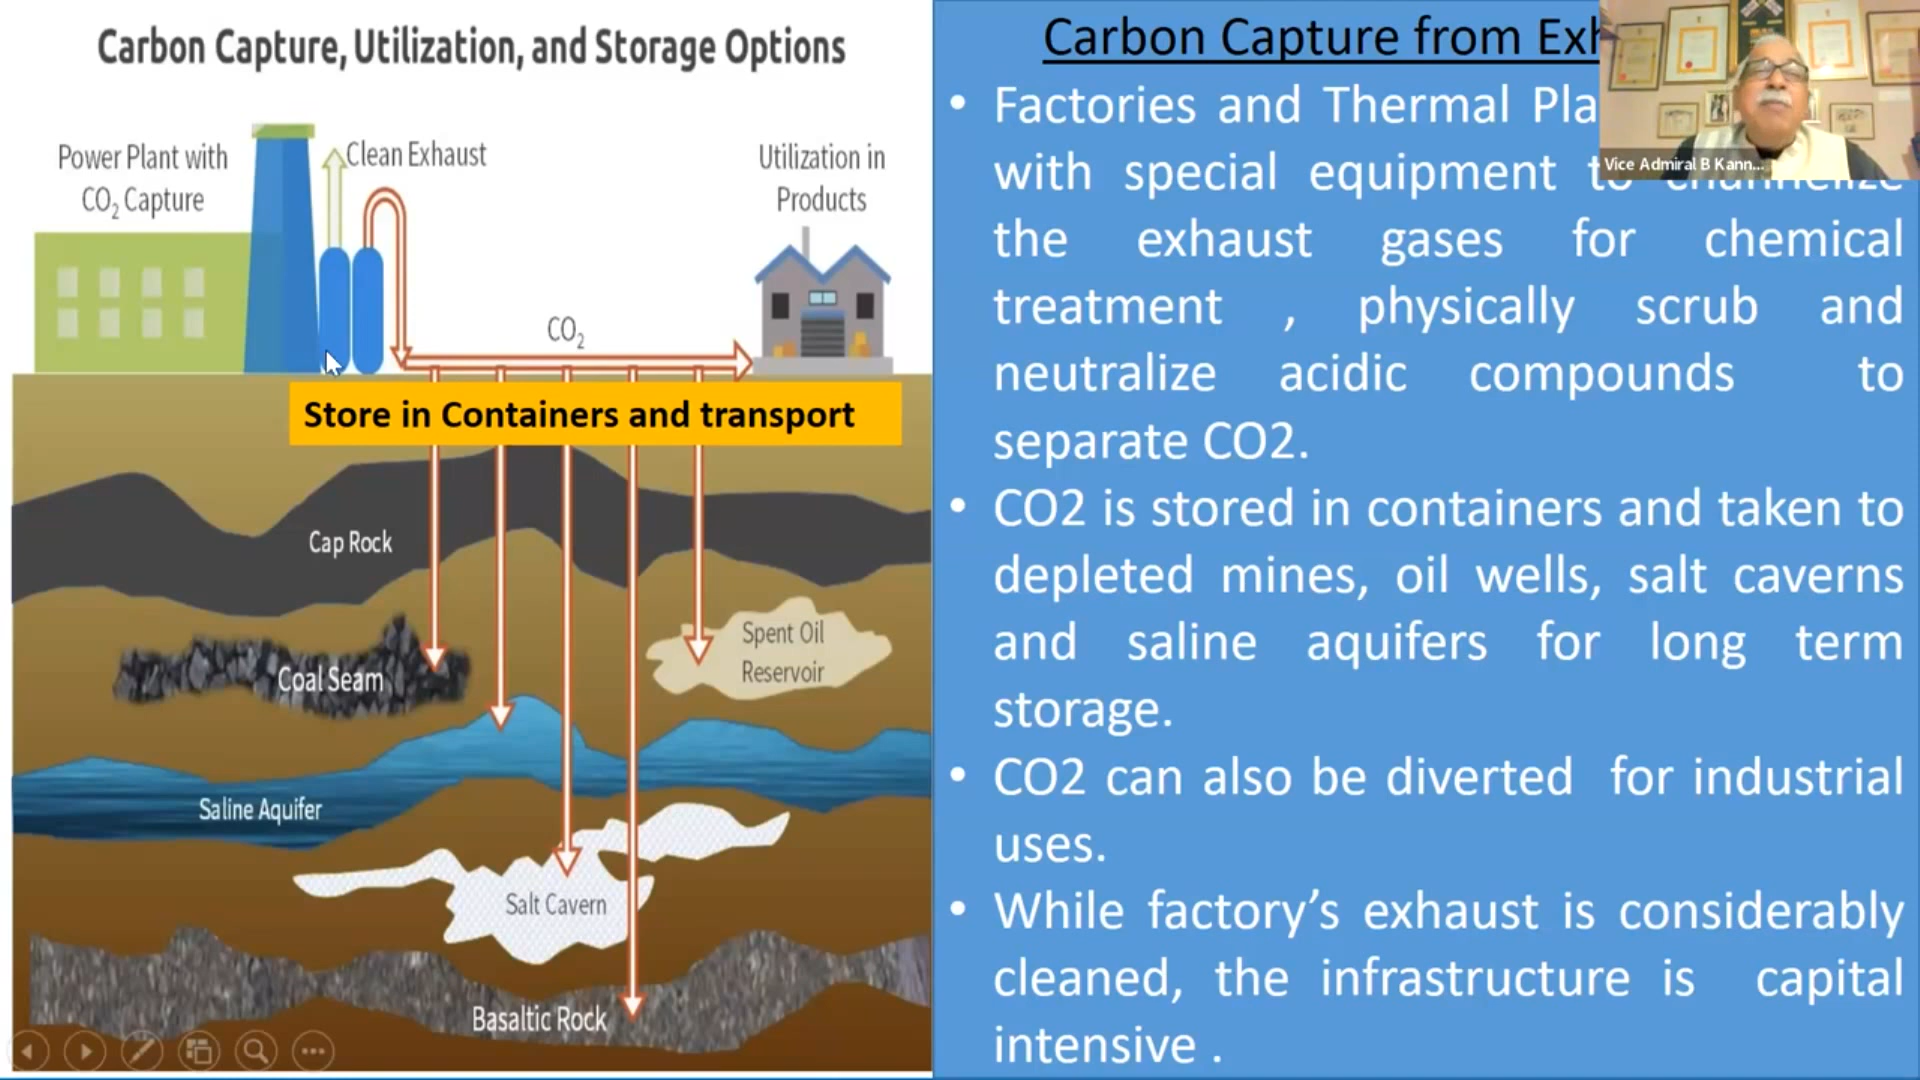 Carbon Capture, Utilization, and Storage Options
Power Plant with
CO₂ Capture
Clean Exhaust
Utilization in
Products
CO₂
Store in Containers and transport
Cap Rock
Coal Seam
Spent Oil
Reservoir
Saline Aquifer
Salt Cavern
Basaltic Rock
Carbon Capture from
• Factories and Thermal
with special equipment to channelize
the exhaust gases for chemical
treatment , physically scrub and
neutralize acidic compounds to
separate CO2.
• CO2 is stored in containers and taken to
depleted mines, oil wells, salt caverns
and saline aquifers for long term
storage.
• CO2 can also be diverted for industrial
uses.
• While factory’s exhaust is considerably
cleaned, the infrastructure is capital
intensive .
Vice Admiral B Kann...